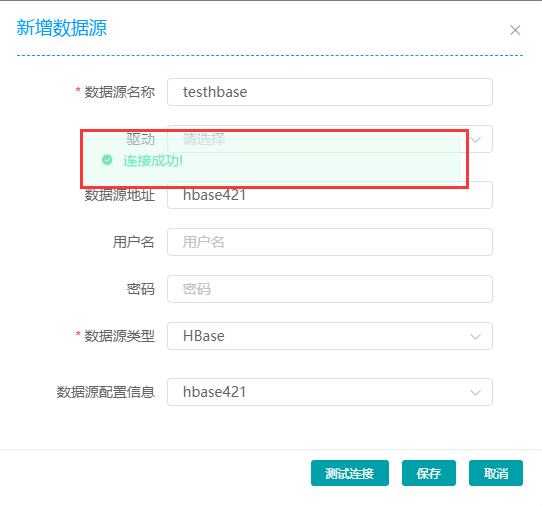 新增数据源
* 数据源名称 testhbase
驱动 请选择
连接成功!
数据源地址 hbase421
用户名 用户名
密码 密码
* 数据源类型 HBase
数据源配置信息 hbase421
测试连接 保存 取消